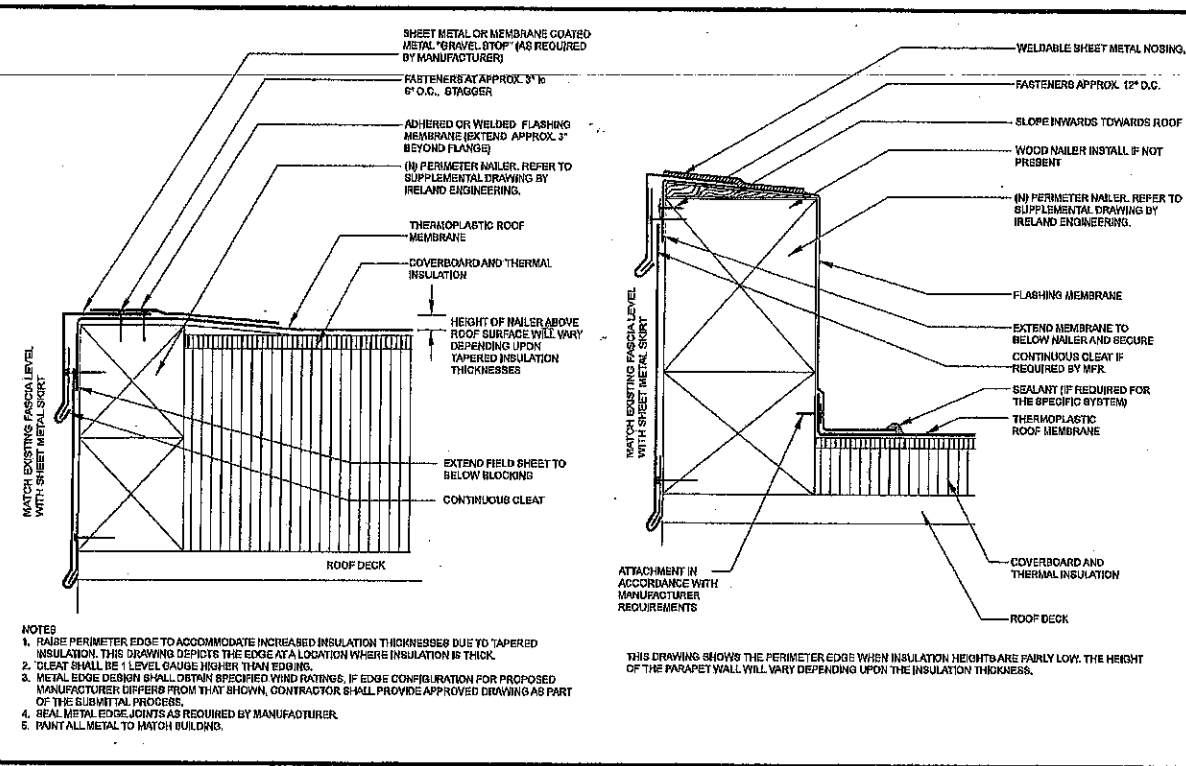 SHEET METAL OR MEMBRANE COATED
METAL "GRAVEL STOP" (AS REQUIRED
BY MANUFACTURER)
FASTENERS AT APPROX. 3" to
6" O.C., STAGGER
ADHERED OR WELDED FLASHING
MEMBRANE (EXTEND APPROX. 3"
BEYOND FLANGE)
(N) PERIMETER NAILER. REFER TO
SUPPLEMENTAL DRAWING BY
IRELAND ENGINEERING.
THERMOPLASTIC ROOF
MEMBRANE
COVERBOARD AND THERMAL
INSULATION
HEIGHT OF NAILER ABOVE
ROOF SURFACE WILL VARY
DEPENDING UPON
TAPERED INSULATION
THICKNESSES
MATCH EXISTING FASCIA LEVEL
WITH SHEET METAL SKIRT
EXTEND FIELD SHEET TO
BELOW BLOCKING
CONTINUOUS CLEAT
ROOF DECK
NOTES
1. RAISE PERIMETER EDGE TO ACCOMMODATE INCREASED INSULATION THICKNESSES DUE TO TAPERED
INSULATION. THIS DRAWING DEPICTS THE EDGE AT A LOCATION WHERE INSULATION IS THICK.
2. CLEAT SHALL BE 1 LEVEL GAUGE HIGHER THAN EDGING.
3. METAL EDGE DESIGN SHALL OBTAIN SPECIFIED WIND RATINGS, IF EDGE CONFIGURATION FOR PROPOSED
MANUFACTURER DIFFERS FROM THAT SHOWN, CONTRACTOR SHALL PROVIDE APPROVED DRAWING AS PART
OF THE SUBMITTAL PROCESS.
4. SEAL METAL EDGE JOINTS AS REQUIRED BY MANUFACTURER.
5. PAINT ALL METAL TO MATCH BUILDING.
WELDABLE SHEET METAL NOSING.
FASTENERS APPROX. 12" O.C.
SLOPE INWARDS TOWARDS ROOF
WOOD NAILER INSTALL IF NOT
PRESENT
(N) PERIMETER NAILER. REFER TO
SUPPLEMENTAL DRAWING BY
IRELAND ENGINEERING.
MATCH EXISTING FASCIA LEVEL
WITH SHEET METAL SKIRT
FLASHING MEMBRANE
EXTEND MEMBRANE TO
BELOW NAILER AND SECURE
CONTINUOUS CLEAT IF
REQUIRED BY MFR.
SEALANT (IF REQUIRED FOR
THE SPECIFIC SYSTEM)
THERMOPLASTIC
ROOF MEMBRANE
ATTACHMENT IN
ACCORDANCE WITH
MANUFACTURER
REQUIREMENTS
COVERBOARD AND
THERMAL INSULATION
ROOF DECK
THIS DRAWING SHOWS THE PERIMETER EDGE WHEN INSULATION HEIGHTS ARE FAIRLY LOW. THE HEIGHT
OF THE PARAPET WALL WILL VARY DEPENDING UPON THE INSULATION THICKNESS.